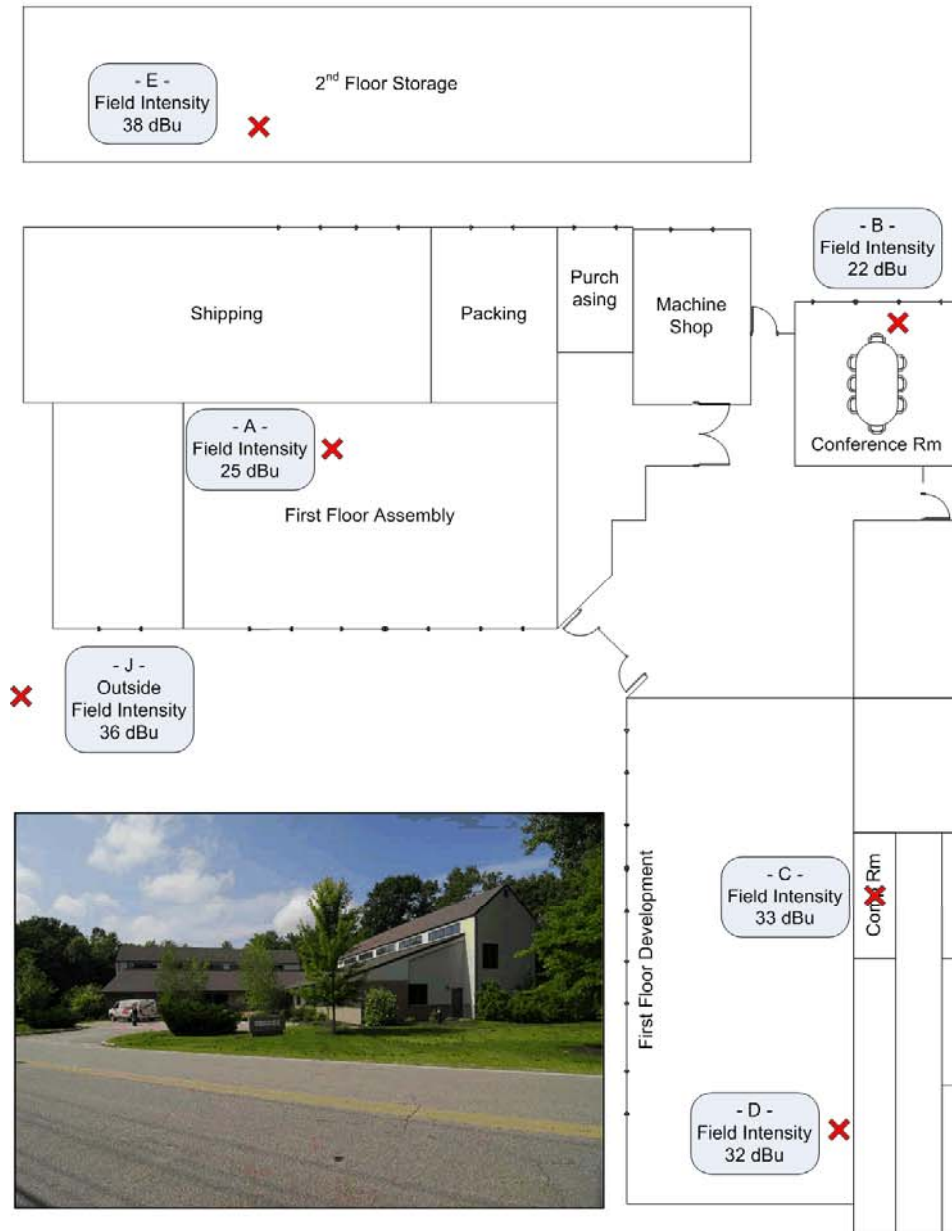 - E -
Field Intensity
38 dBu
2nd Floor Storage
- B -
Field Intensity
22 dBu
Shipping
Packing
Purch
asing
Machine
Shop
Conference Rm
- A -
Field Intensity
25 dBu
First Floor Assembly
- J -
Outside
Field Intensity
36 dBu
First Floor Development
- C -
Field Intensity
33 dBu
Rm
- D -
Field Intensity
32 dBu